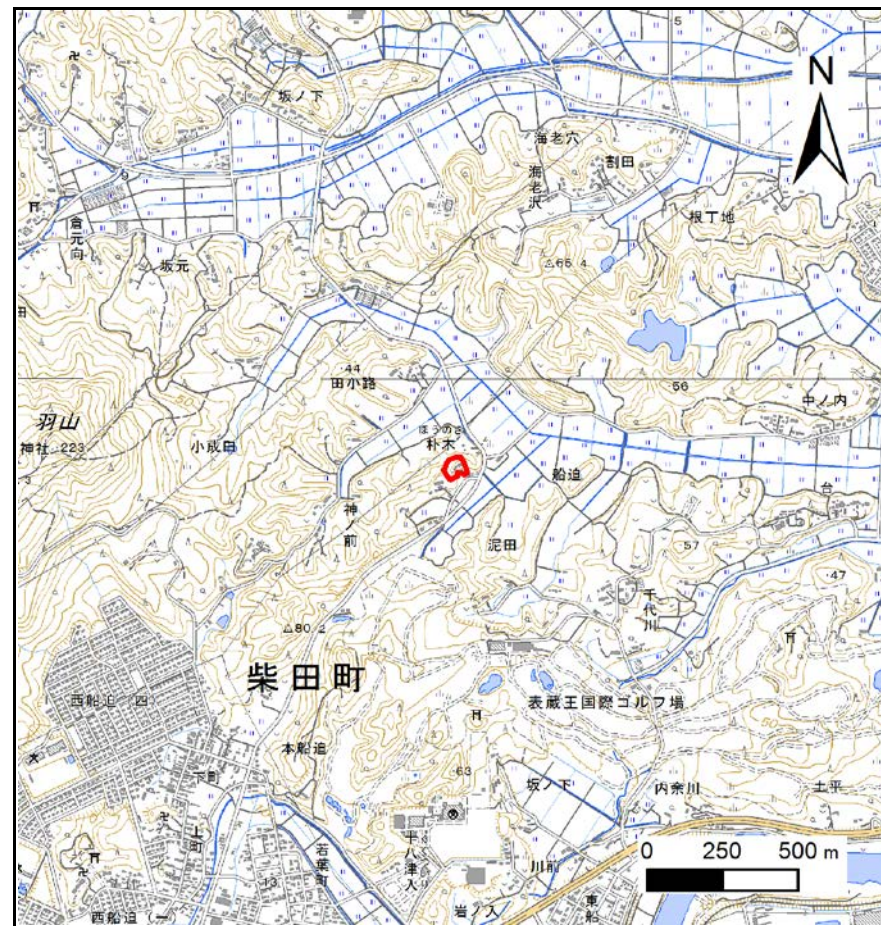 5
坂ノ下
N
海老穴
割田
9
海老沢
根丁地
倉元向
坂元
65.4
田
・44
56
田小路
羽山
ほうのき
中ノ内
神社
223
小成田
朴木
船迫
台
神ノ前
泥田
57
・47
千代川
80.2
柴田町
西船迫
四
表蔵王国際ゴルフ場
本船迫
・63
坂ノ下
内余川
土平
下町
0 250 500 m
上町
若葉町
川前
13
岩ノ入
東船
西船迫(一)